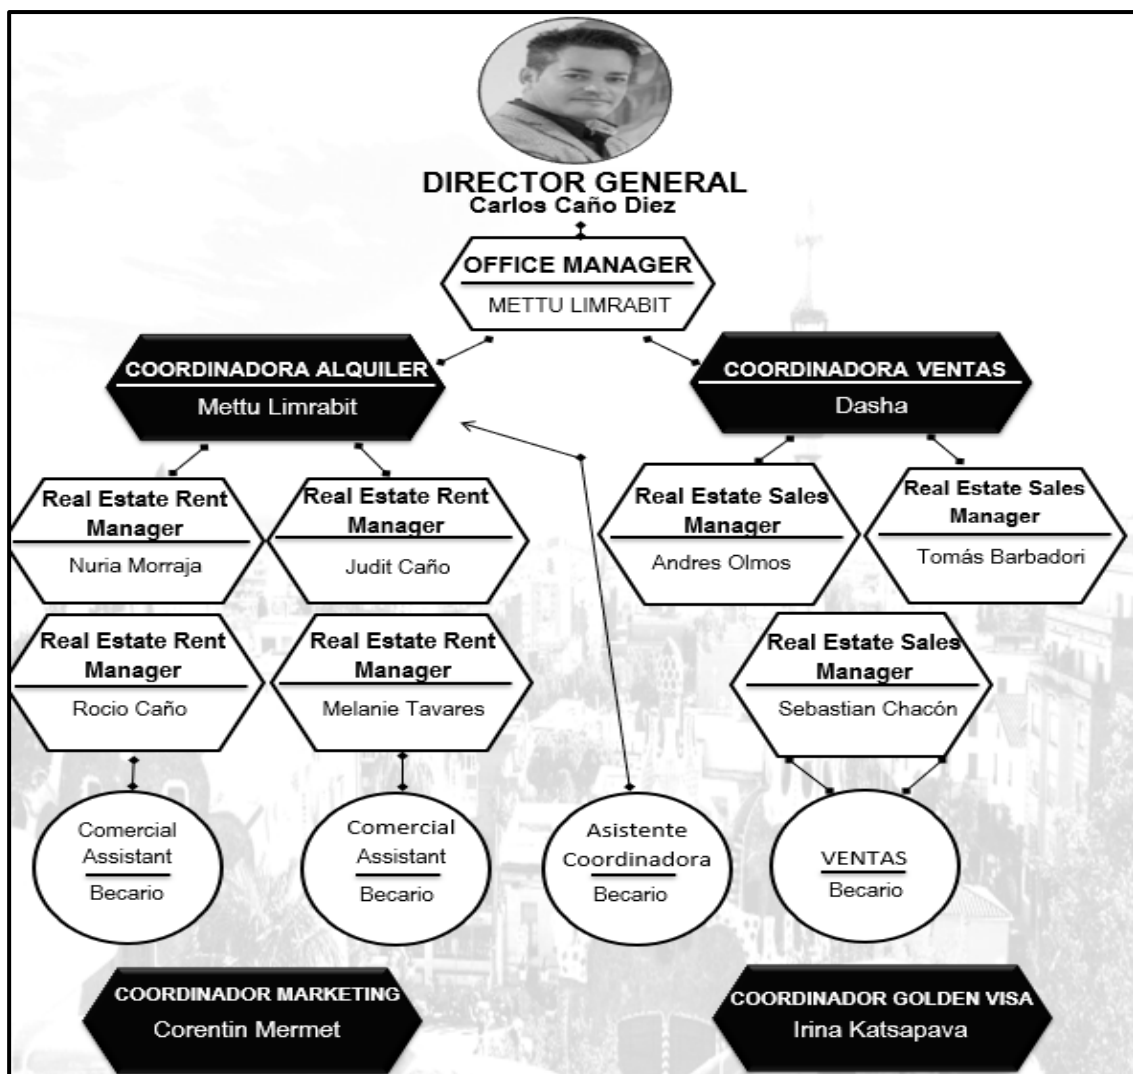 DIRECTOR GENERAL
Carlos Caño Diez
OFFICE MANAGER
METTU LIMRABIT
COORDINADORA ALQUILER
Mettu Limrabit
COORDINADORA VENTAS
Dasha
Real Estate Rent
Manager
Nuria Morraja
Real Estate Rent
Manager
Judit Caño
Real Estate Sales
Manager
Andres Olmos
Real Estate Sales
Manager
Tomás Barbadori
Real Estate Rent
Manager
Rocio Caño
Real Estate Rent
Manager
Melanie Tavares
Real Estate Sales
Manager
Sebastian Chacón
Comercial
Assistant
Becario
Comercial
Assistant
Becario
Asistente
Coordinadora
Becario
VENTAS
Becario
COORDINADOR MARKETING
Corentin Mermet
COORDINADOR GOLDEN VISA
Irina Katsapava